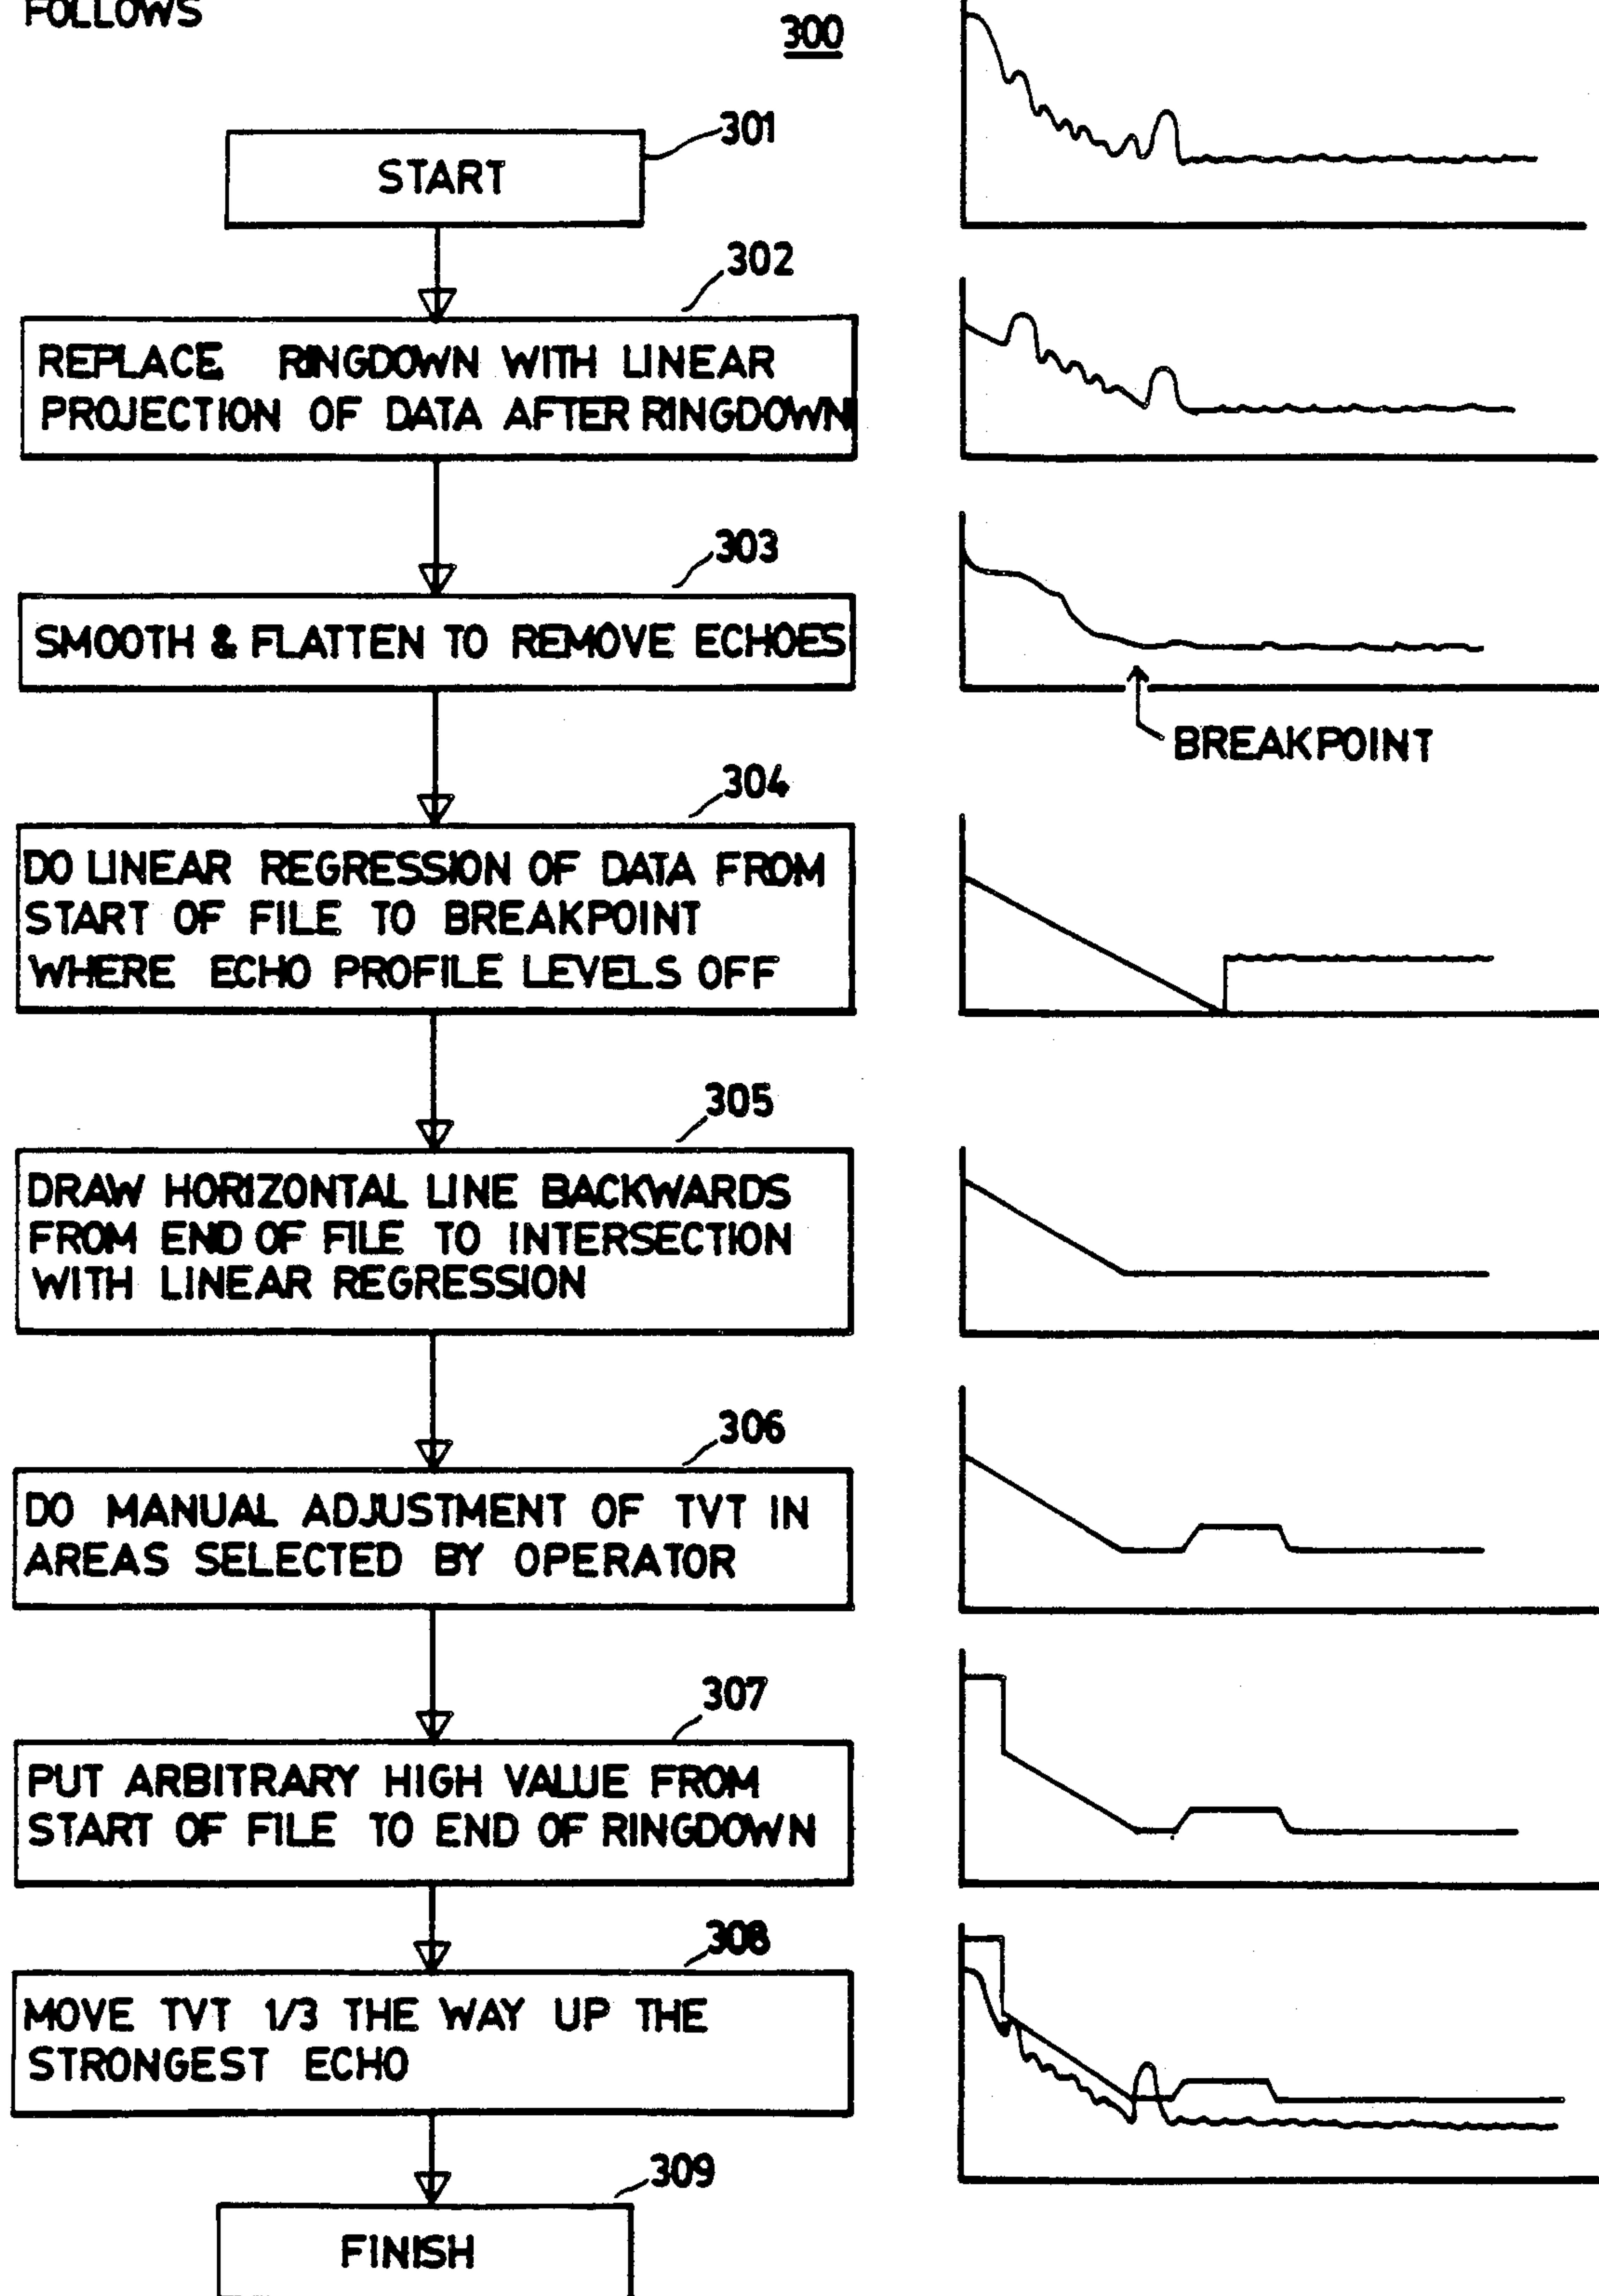 FOLLOWS
300
START
301
302
REPLACE RINGDOWN WITH LINEAR
PROJECTION OF DATA AFTER RINGDOWN
303
SMOOTH & FLATTEN TO REMOVE ECHOES
BREAKPOINT
304
DO LINEAR REGRESSION OF DATA FROM
START OF FILE TO BREAKPOINT
WHERE ECHO PROFILE LEVELS OFF
305
DRAW HORIZONTAL LINE BACKWARDS
FROM END OF FILE TO INTERSECTION
WITH LINEAR REGRESSION
306
DO MANUAL ADJUSTMENT OF TVT IN
AREAS SELECTED BY OPERATOR
307
PUT ARBITRARY HIGH VALUE FROM
START OF FILE TO END OF RINGDOWN
308
MOVE TVT 1/3 THE WAY UP THE
STRONGEST ECHO
309
FINISH